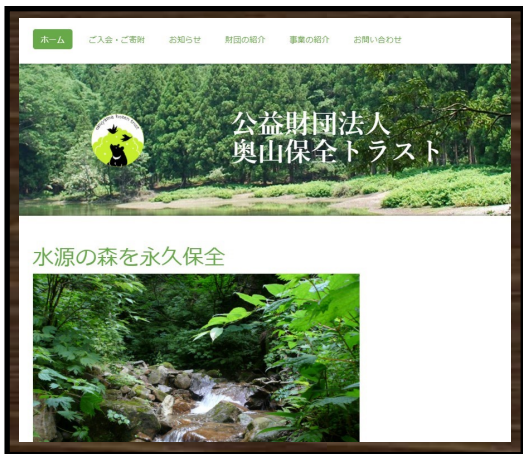 ホーム
ご入会・ご寄附
お知らせ
財団の紹介
事業の紹介
お問い合わせ
公益財団法人
奥山保全トラスト
水源の森を永久保全